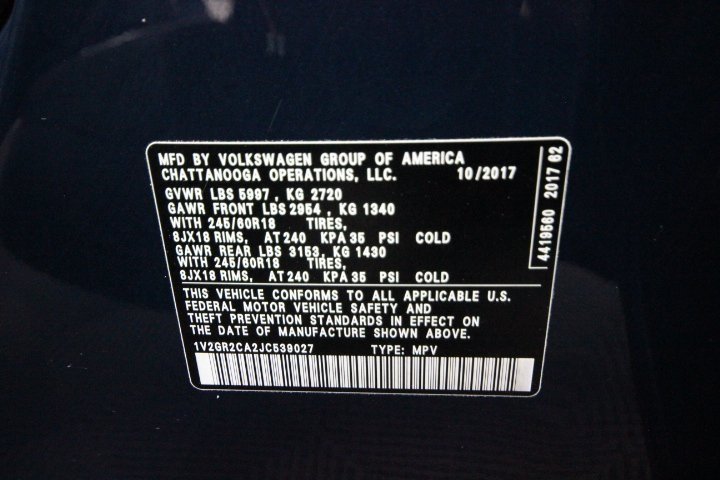 MFD BY VOLKSWAGEN GROUP OF AMERICA
CHATTANOOGA OPERATIONS, LLC. 10/2017
GVWR LBS 5997 , KG 2720
GAWR FRONT LBS 2954 , KG 1340
WITH 245/60R18 TIRES,
8JX18 RIMS, AT 240 KPA 35 PSI COLD
GAWR REAR LBS 3153, KG 1430
WITH 245/60R18 TIRES,
8JX18 RIMS, AT 240 KPA 35 PSI COLD
THIS VEHICLE CONFORMS TO ALL APPLICABLE U.S.
FEDERAL MOTOR VEHICLE SAFETY AND
THEFT PREVENTION STANDARDS IN EFFECT ON
THE DATE OF MANUFACTURE SHOWN ABOVE.
1V2GR2CA2JC539027 TYPE: MPV
4419560 2017 62